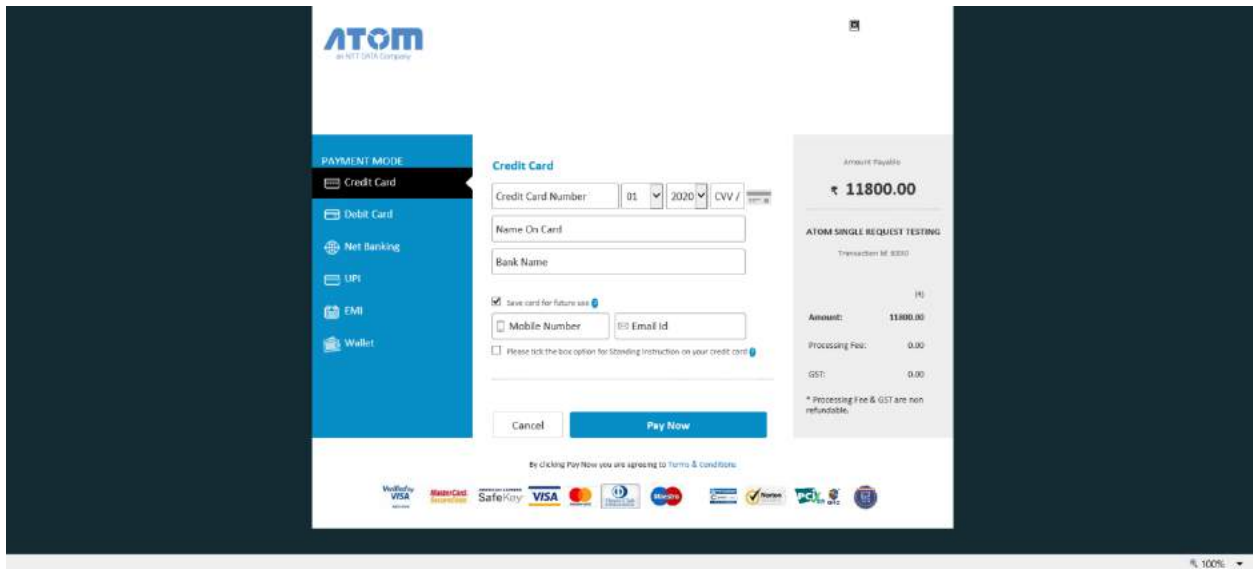 ATOM
an NTT DATA Company
PAYMENT MODE
Credit Card
Debit Card
Net Banking
UPI
EMI
Wallet
Credit Card
Credit Card Number
01
2020
CVV /
Name On Card
Bank Name
Save card for future use
Mobile Number
Email Id
Please tick the box option for Standing Instruction on your credit card
Cancel
Pay Now
Amount Payable
₹ 11800.00
ATOM SINGLE REQUEST TESTING
Transaction Id:
(₹)
Amount: 11800.00
Processing Fee: 0.00
GST: 0.00
* Processing Fee & GST are non
refundable.
By clicking Pay Now you are agreeing to Terms & Conditions
Verified by
VISA
MasterCard
SecureCode
SafeKey
VISA
Maestro
Norton
PCI
100%